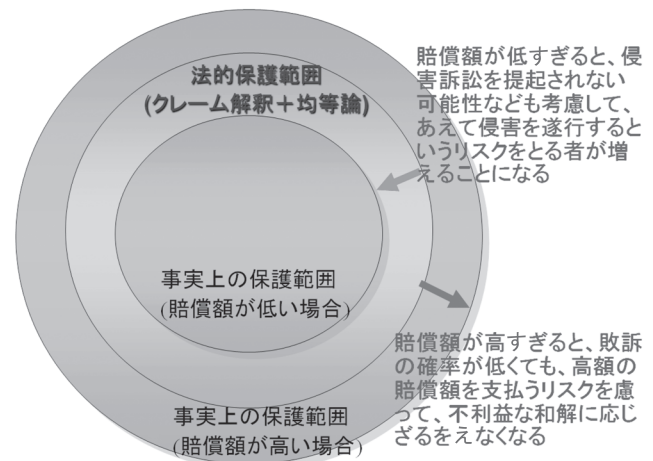 法的保護範囲
(クレーム解釈＋均等論)
賠償額が低すぎると、侵
害訴訟を提起されない
可能性なども考慮して、
あえて侵害を遂行すると
いうリスクをとる者が増
えることになる
事実上の保護範囲
(賠償額が低い場合)
賠償額が高すぎると、敗訴
の確率が低くても、高額の
賠償額を支払うリスクを慮
って、不利益な和解に応じ
ざるをえなくなる
事実上の保護範囲
(賠償額が高い場合)